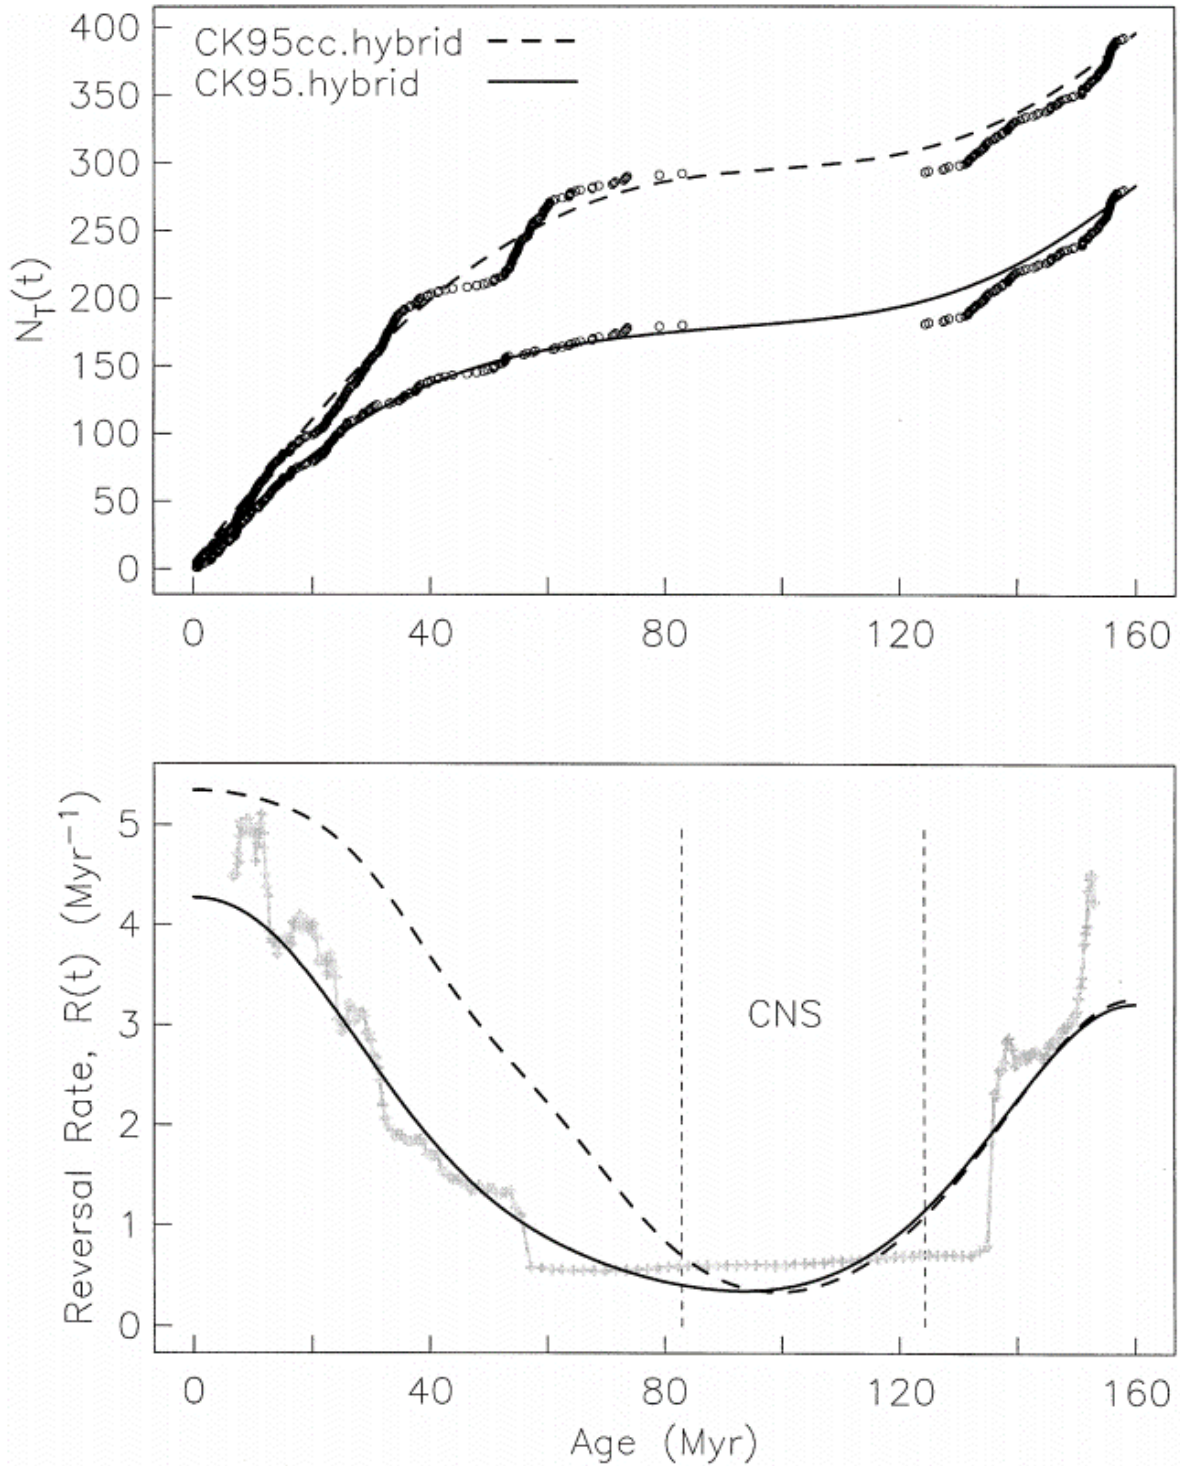 400
350
300
250
200
150
100
50
0
N_T(t)
CK95cc.hybrid
CK95.hybrid
0 40 80 120 160
5
4
3
2
1
0
Reversal Rate, R(t) (Myr⁻¹)
CNS
0 40 80 120 160
Age (Myr)